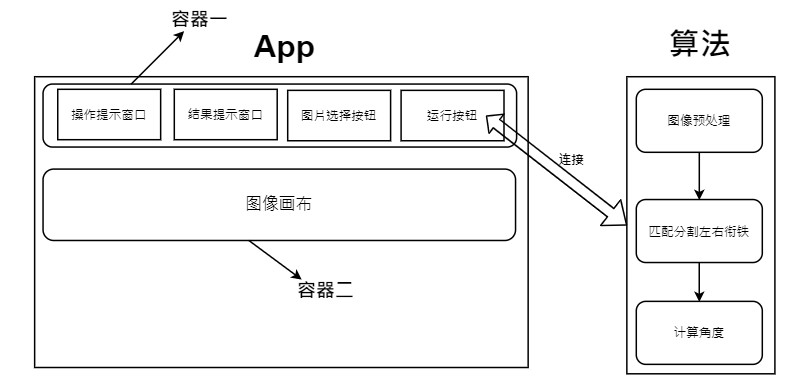 容器一
App
算法
操作提示窗口
结果提示窗口
图片选择按钮
运行按钮
连接
图像画布
容器二
图像预处理
匹配分割左右衔铁
计算角度